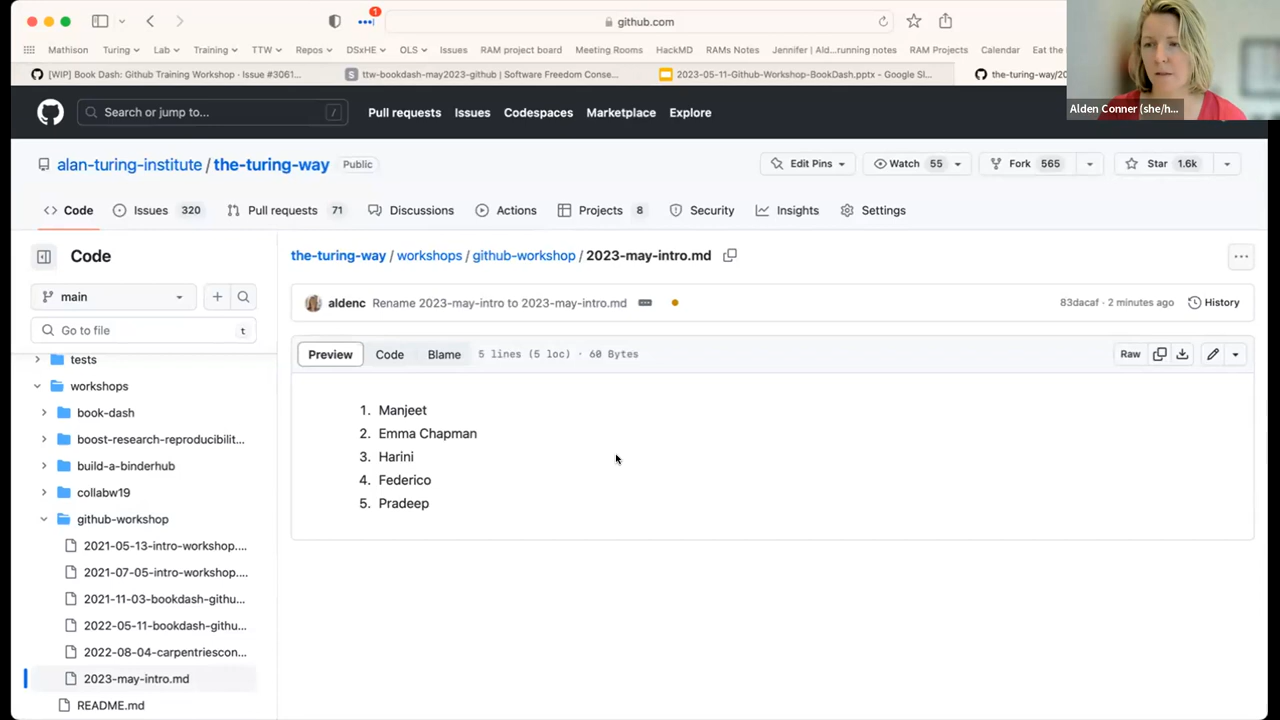 1
github.com
Mathison Turing Lab Training TTW Repos DSxHE OLS Issues RAM project board Meeting Rooms HackMD RAMs Notes Jennifer | Ald...running notes RAM Projects Calendar Eat the
[WIP] Book Dash: Github Training Workshop · Issue #3061... ttw-bookdash-may2023-github | Software Freedom Conse... 2023-05-11-Github-Workshop-BookDash.pptx - Google Sl... the-turing-way/20
Alden Conner (she/h...
Search or jump to... / Pull requests Issues Codespaces Marketplace Explore
alan-turing-institute / the-turing-way Public Edit Pins Watch 55 Fork 565 Star 1.6k
Code Issues 320 Pull requests 71 Discussions Actions Projects 8 Security Insights Settings
Code
the-turing-way / workshops / github-workshop / 2023-may-intro.md
main
aldenc Rename 2023-may-intro to 2023-may-intro.md 83dacaf · 2 minutes ago History
Go to file t
Preview Code Blame 5 lines (5 loc) · 60 Bytes Raw
tests
workshops
book-dash
boost-research-reproducibilit...
build-a-binderhub
collabw19
github-workshop
2021-05-13-intro-workshop....
2021-07-05-intro-workshop....
2021-11-03-bookdash-githu...
2022-05-11-bookdash-githu...
2022-08-04-carpentriescon...
2023-may-intro.md
README.md
1. Manjeet
2. Emma Chapman
3. Harini
4. Federico
5. Pradeep